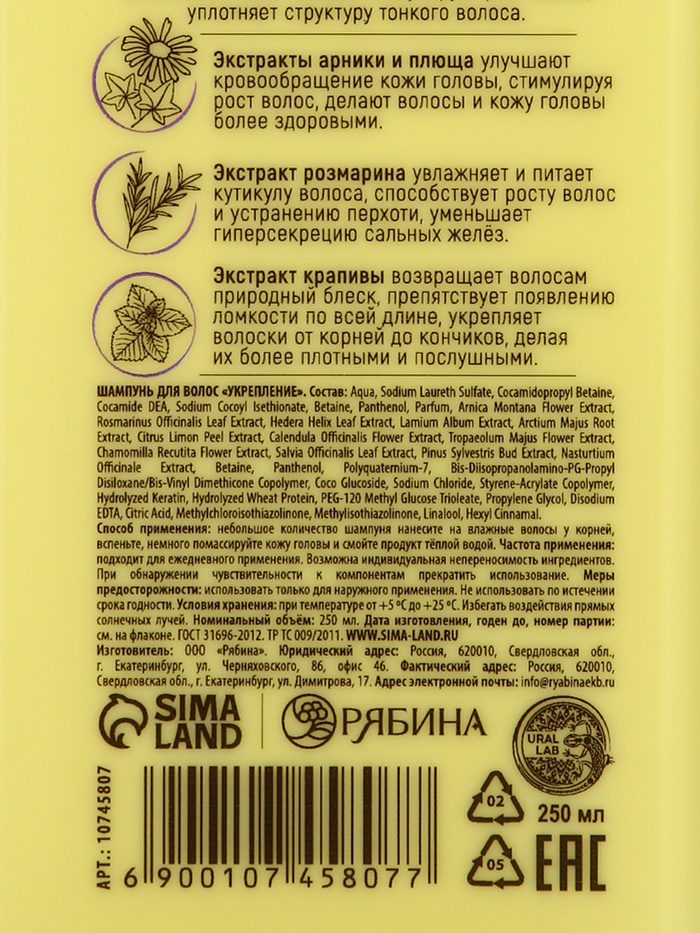 уплотняет структуру тонкого волоса.
Экстракты арники и плюща улучшают
кровообращение кожи головы, стимулируя
рост волос, делают волосы и кожу головы
более здоровыми.
Экстракт розмарина увлажняет и питает
кутикулу волоса, способствует росту волос
и устранению перхоти, уменьшает
гиперсекрецию сальных желёз.
Экстракт крапивы возвращает волосам
природный блеск, препятствует появлению
ломкости по всей длине, укрепляет
волоски от корней до кончиков, делая
их более плотными и послушными.
ШАМПУНЬ ДЛЯ ВОЛОС «УКРЕПЛЕНИЕ». Состав: Aqua, Sodium Laureth Sulfate, Cocamidopropyl Betaine,
Cocamide DEA, Sodium Cocoyl Isethionate, Betaine, Panthenol, Parfum, Arnica Montana Flower Extract,
Rosmarinus Officinalis Leaf Extract, Hedera Helix Leaf Extract, Lamium Album Extract, Arctium Majus Root
Extract, Citrus Limon Peel Extract, Calendula Officinalis Flower Extract, Tropaeolum Majus Flower Extract,
Chamomilla Recutita Flower Extract, Salvia Officinalis Leaf Extract, Pinus Sylvestris Bud Extract, Nasturtium
Officinale Extract, Betaine, Panthenol, Polyquaternium-7, Bis-Diisopropanolamino-PG-Propyl
Disiloxane/Bis-Vinyl Dimethicone Copolymer, Coco Glucoside, Sodium Chloride, Styrene-Acrylate Copolymer,
Hydrolyzed Keratin, Hydrolyzed Wheat Protein, PEG-120 Methyl Glucose Trioleate, Propylene Glycol, Disodium
EDTA, Citric Acid, Methylchloroisothiazolinone, Methylisothiazolinone, Linalool, Hexyl Cinnamal.
Способ применения: небольшое количество шампуня нанесите на влажные волосы у корней,
вспеньте, немного помассируйте кожу головы и смойте продукт тёплой водой. Частота применения:
подходит для ежедневного применения. Возможна индивидуальная непереносимость ингредиентов.
При обнаружении чувствительности к компонентам прекратить использование. Меры
предосторожности: использовать только для наружного применения. Не использовать по истечении
срока годности. Условия хранения: при температуре от +5 ºС до +25 ºС. Избегать воздействия прямых
солнечных лучей. Номинальный объём: 250 мл. Дата изготовления, годен до, номер партии:
см. на флаконе. ГОСТ 31696-2012. ТР ТС 009/2011. WWW.SIMA-LAND.RU
Изготовитель: ООО «Рябина». Юридический адрес: Россия, 620010, Свердловская обл.,
г. Екатеринбург, ул. Черняховского, 86, офис 46. Фактический адрес: Россия, 620010,
Свердловская обл., г. Екатеринбург, ул. Димитрова, 17. Адрес электронной почты: info@ryabinaekb.ru
SIMA
LAND
РЯБИНА
URAL
LAB
АРТ.: 10745807
6 900107 458077
02
250 мл
05
EAC